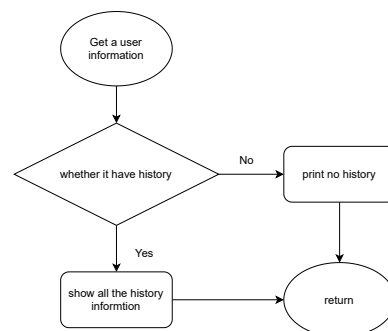 Get a user
information
whether it have history
No
print no history
Yes
show all the history
informtion
return